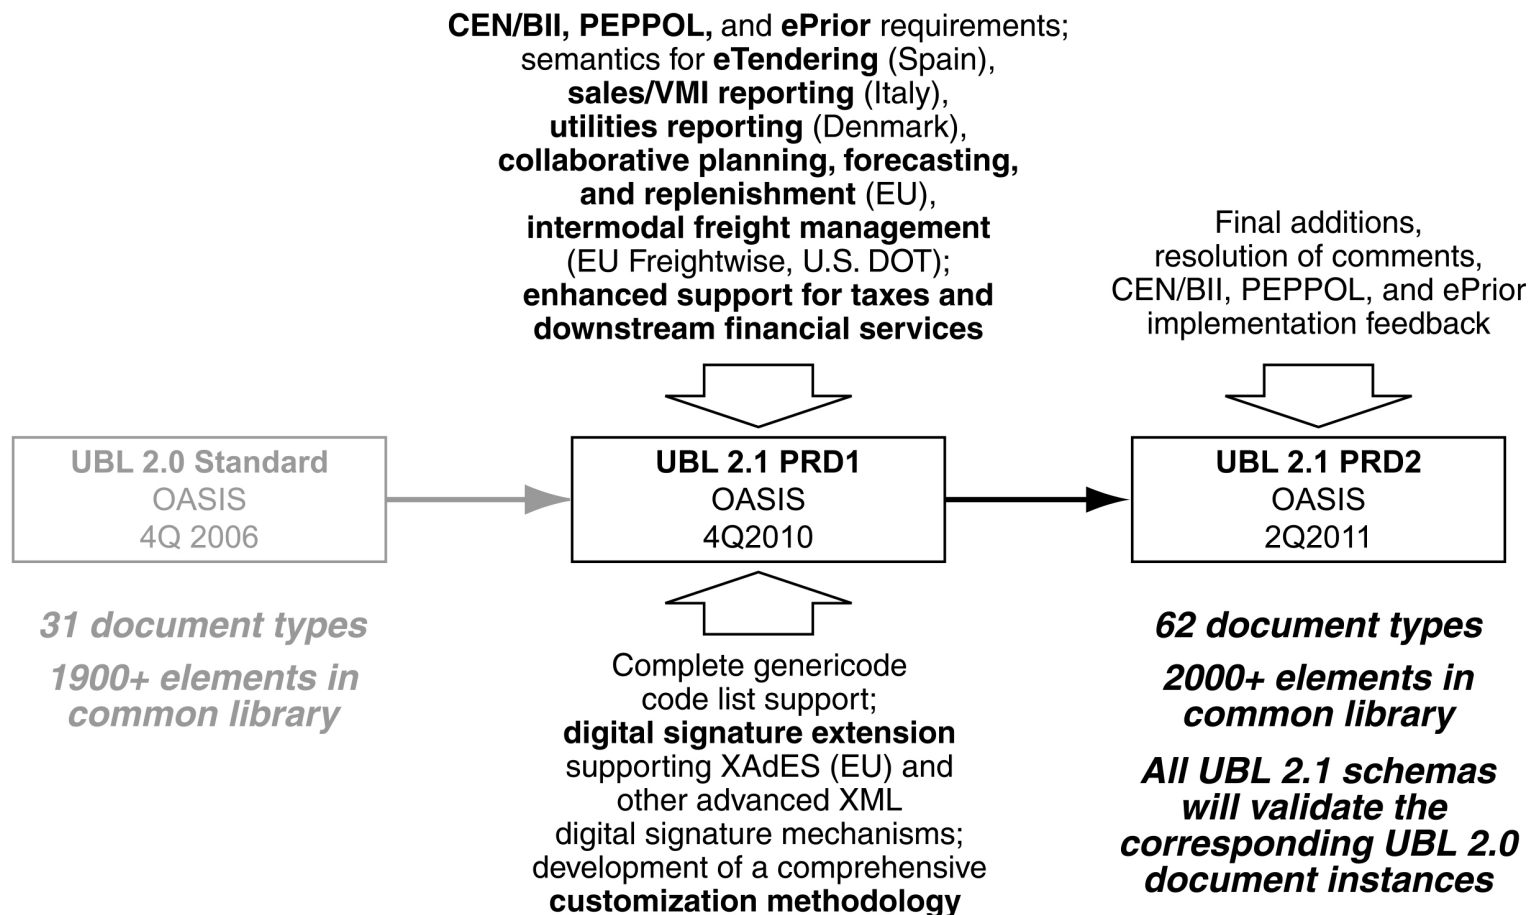 CEN/BII, PEPPOL, and ePrior requirements;
semantics for eTendering (Spain),
sales/VMI reporting (Italy),
utilities reporting (Denmark),
collaborative planning, forecasting,
and replenishment (EU),
intermodal freight management
(EU Freightwise, U.S. DOT);
enhanced support for taxes and
downstream financial services
Final additions,
resolution of comments,
CEN/BII, PEPPOL, and ePrior
implementation feedback
UBL 2.0 Standard
OASIS
4Q 2006
UBL 2.1 PRD1
OASIS
4Q2010
UBL 2.1 PRD2
OASIS
2Q2011
31 document types
1900+ elements in
common library
Complete genericode
code list support;
digital signature extension
supporting XAdES (EU) and
other advanced XML
digital signature mechanisms;
development of a comprehensive
customization methodology
62 document types
2000+ elements in
common library
All UBL 2.1 schemas
will validate the
corresponding UBL 2.0
document instances